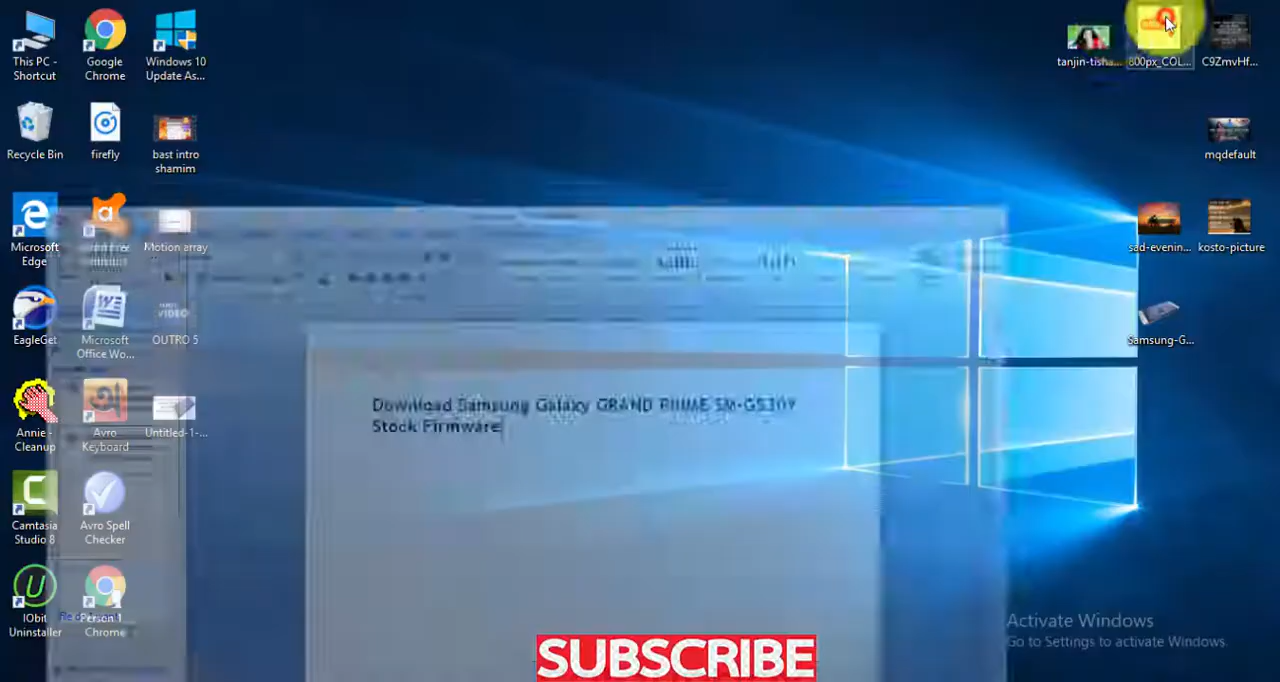 This PC -
Shortcut
Google
Chrome
Windows 10
Update As...
tanjin-tisha...
800px_COL...
C9ZmvHf...
Recycle Bin
firefly
bast intro
shamim
mqdefault
Microsoft
Edge
Motion array
sad-evenin...
kosto-picture
EagleGet
Microsoft
Office Wo...
OUTRO 5
Samsung-G...
Download Samsung Galaxy GRAND PRIME
Stock Firmware
Annie -
Cleanup
Avro
Keyboard
Untitled-1-...
Camtasia
Studio 8
Avro Spell
Checker
IObit
Uninstaller
Person 1
Chrome
Activate Windows
Go to Settings to activate Windows.
SUBSCRIBE